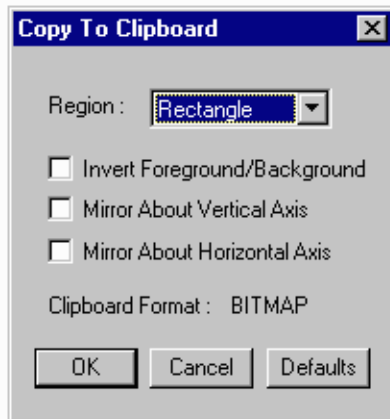 Copy To Clipboard
Region : Rectangle
Invert Foreground/Background
Mirror About Vertical Axis
Mirror About Horizontal Axis
Clipboard Format : BITMAP
OK Cancel Defaults